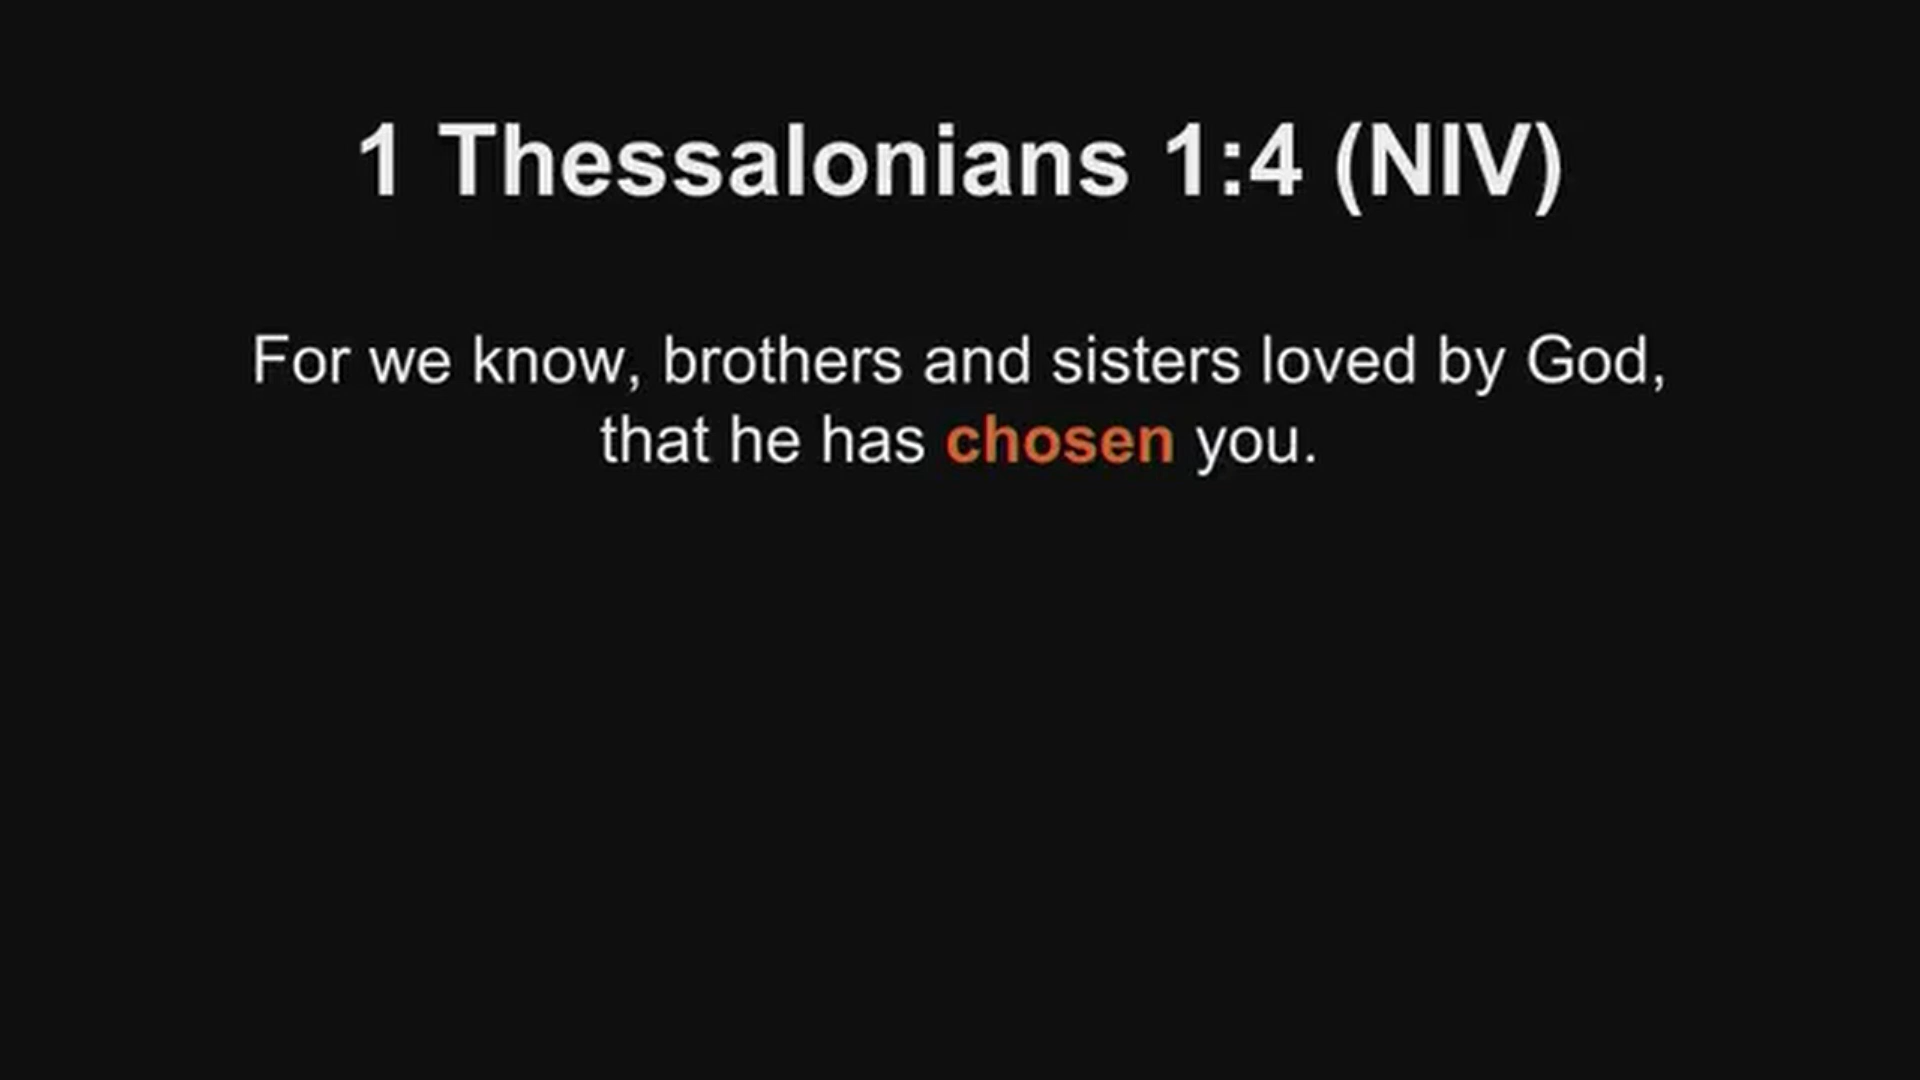 1 Thessalonians 1:4 (NIV)
For we know, brothers and sisters loved by God,
that he has chosen you.